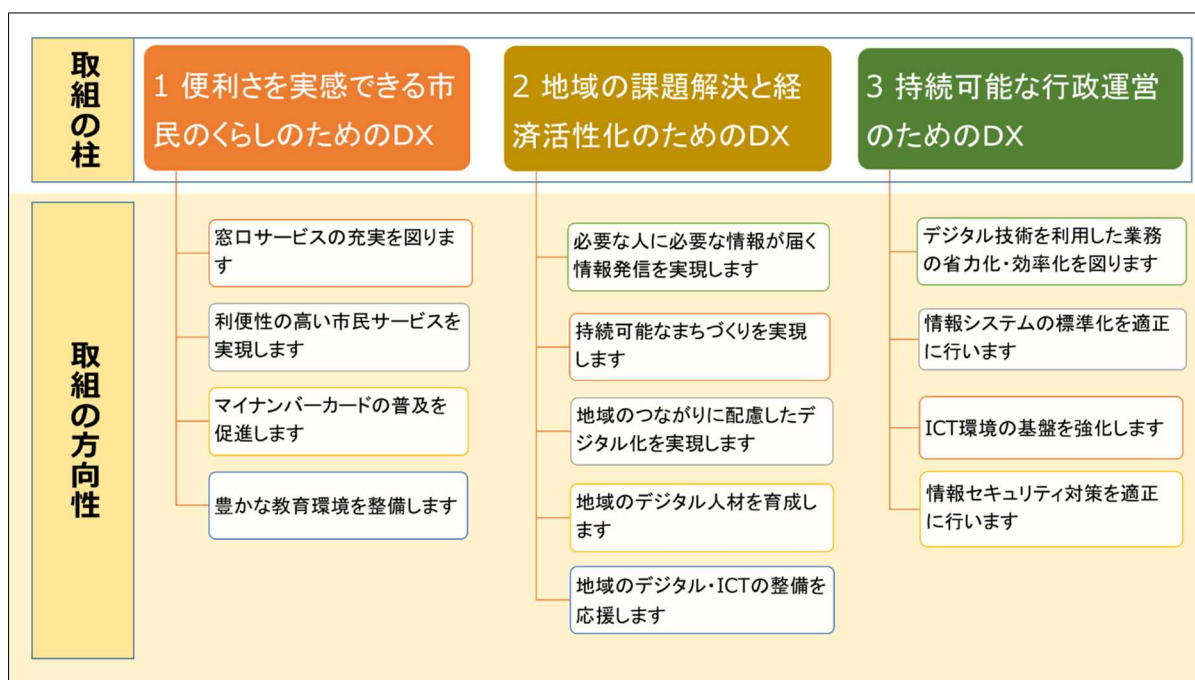 取組の柱
1 便利さを実感できる市
民のくらしのためのDX
2 地域の課題解決と経
済活性化のためのDX
3 持続可能な行政運営
のためのDX
取組の方向性
窓口サービスの充実を図りま
す
利便性の高い市民サービスを
実現します
マイナンバーカードの普及を
促進します
豊かな教育環境を整備します
必要な人に必要な情報が届く
情報発信を実現します
持続可能なまちづくりを実現
します
地域のつながりに配慮したデ
ジタル化を実現します
地域のデジタル人材を育成し
ます
地域のデジタル・ICTの整備を
応援します
デジタル技術を利用した業務
の省力化・効率化を図ります
情報システムの標準化を適正
に行います
ICT環境の基盤を強化します
情報セキュリティ対策を適正
に行います